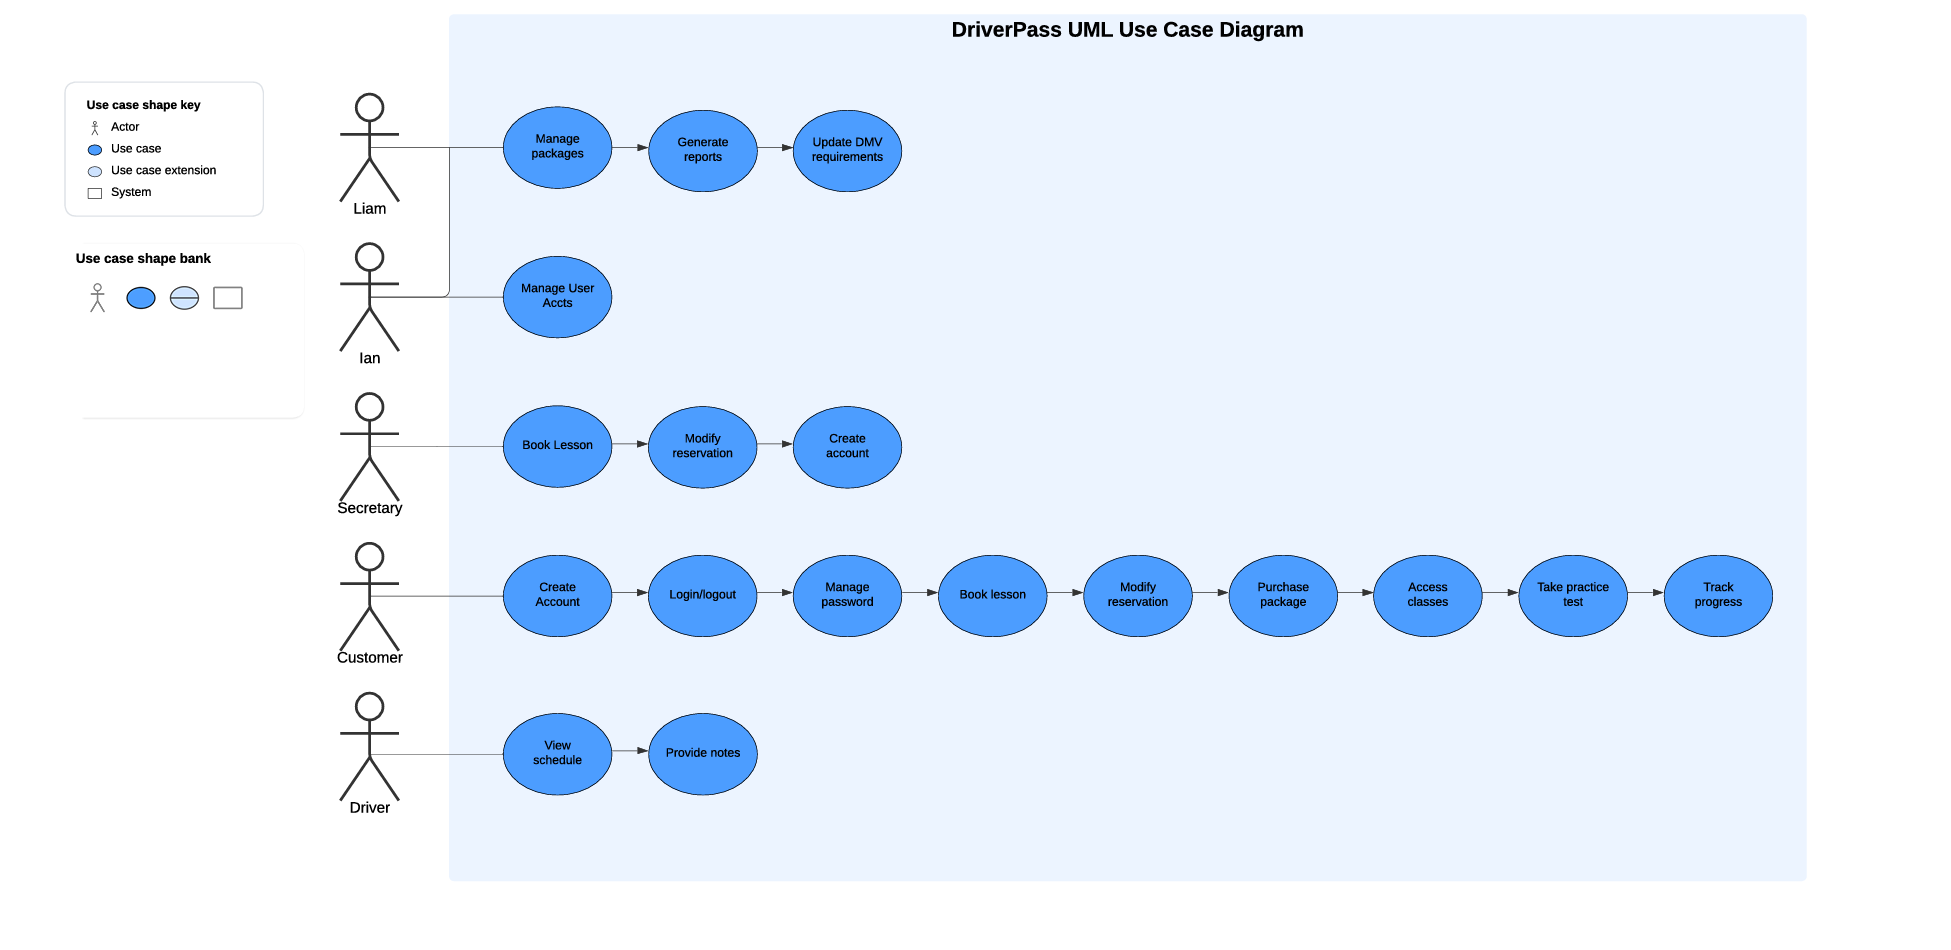 DriverPass UML Use Case Diagram
Use case shape key
Actor
Use case
Use case extension
System
Use case shape bank
Liam
Manage
packages
Generate
reports
Update DMV
requirements
Ian
Manage User
Accts
Secretary
Book Lesson
Modify
reservation
Create
account
Customer
Create
Account
Login/logout
Manage
password
Book lesson
Modify
reservation
Purchase
package
Access
classes
Take practice
test
Track
progress
Driver
View
schedule
Provide notes